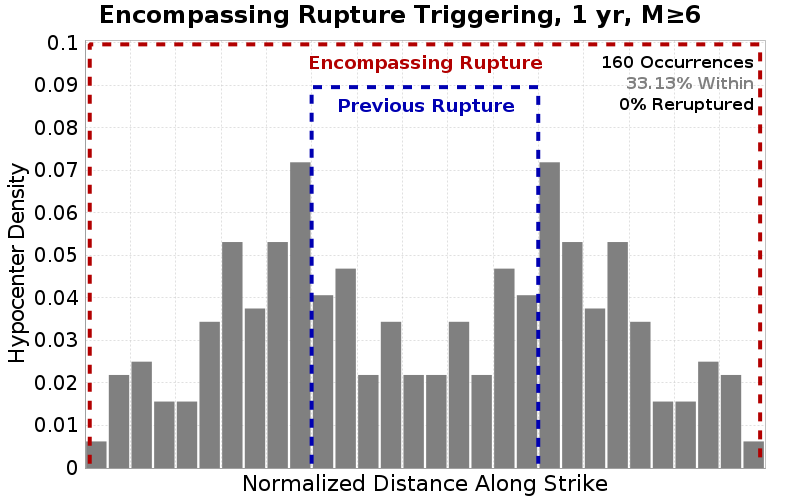 Encompassing Rupture Triggering, 1 yr, M≥6
0.1
0.09
0.08
0.07
0.06
0.05
0.04
0.03
0.02
0.01
0
Hypocenter Density
Encompassing Rupture
Previous Rupture
160 Occurrences
33.13% Within
0% Reruptured
Normalized Distance Along Strike